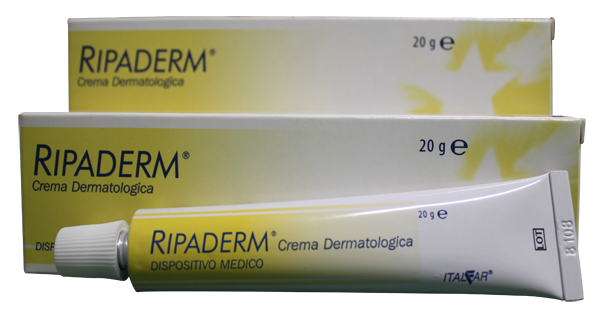 RIPADERM®
Crema Dermatologica
20 g ℮
RIPADERM®
Crema Dermatologica
20 g ℮
RIPADERM® Crema Dermatologica
DISPOSITIVO MEDICO
20 g ℮
ITALFAR®
LOT
8108